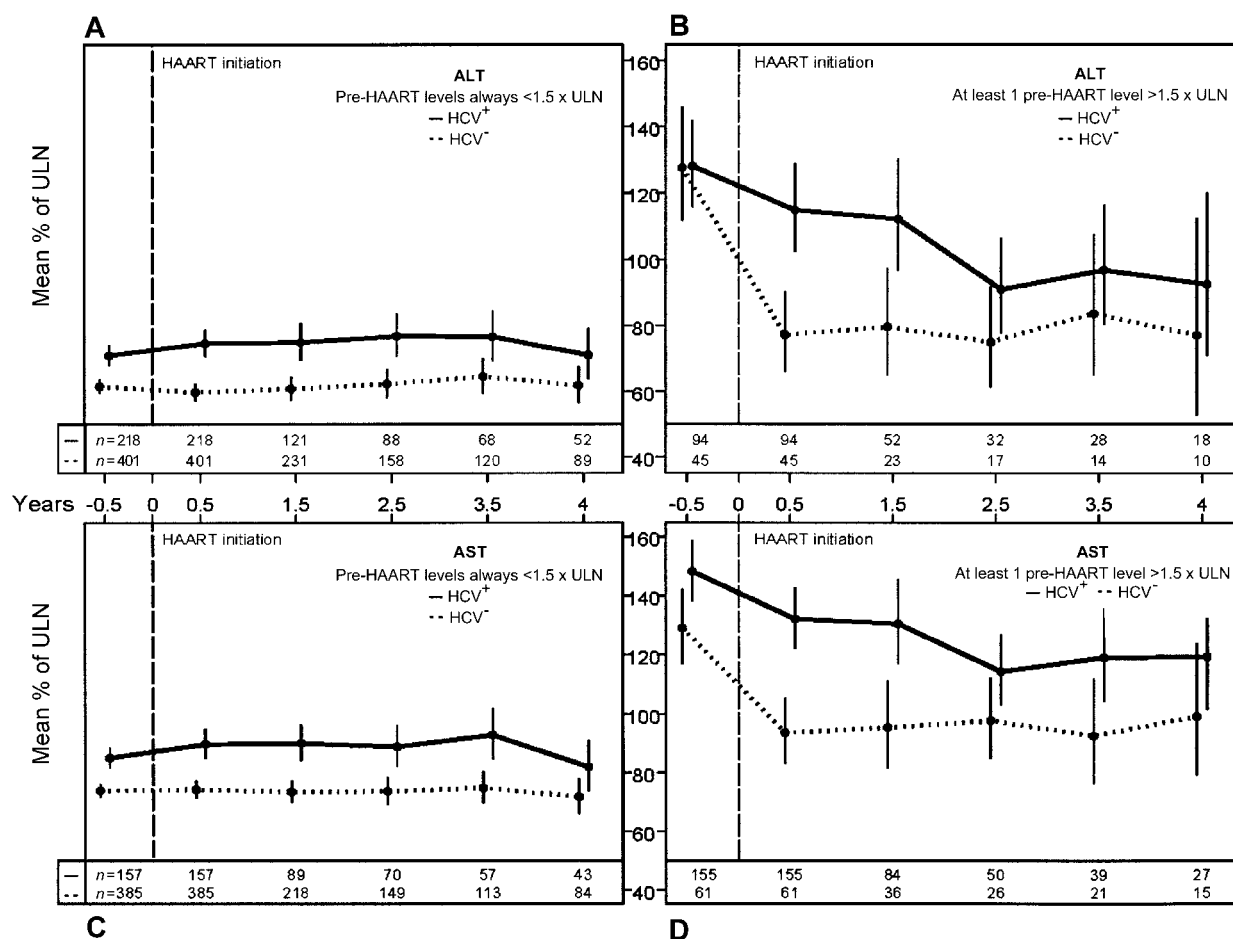 A
HAART initiation
ALT
Pre-HAART levels always <1.5 x ULN
HCV⁺
HCV⁻
Mean % of ULN
n=218 218 121 88 68 52
n=401 401 231 158 120 89
160
140
120
100
80
60
40
B
HAART initiation
ALT
At least 1 pre-HAART level >1.5 x ULN
HCV⁺
HCV⁻
94 94 52 32 28 18
45 45 23 17 14 10
Years -0.5 0 0.5 1.5 2.5 3.5 4
-0.5 0 0.5 1.5 2.5 3.5 4
HAART initiation
AST
Pre-HAART levels always <1.5 x ULN
HCV⁺
HCV⁻
Mean % of ULN
n=157 157 89 70 57 43
n=385 385 218 149 113 84
C
160
140
120
100
80
60
40
HAART initiation
AST
At least 1 pre-HAART level >1.5 x ULN
HCV⁺ HCV⁻
155 155 84 50 39 27
61 61 36 26 21 15
D